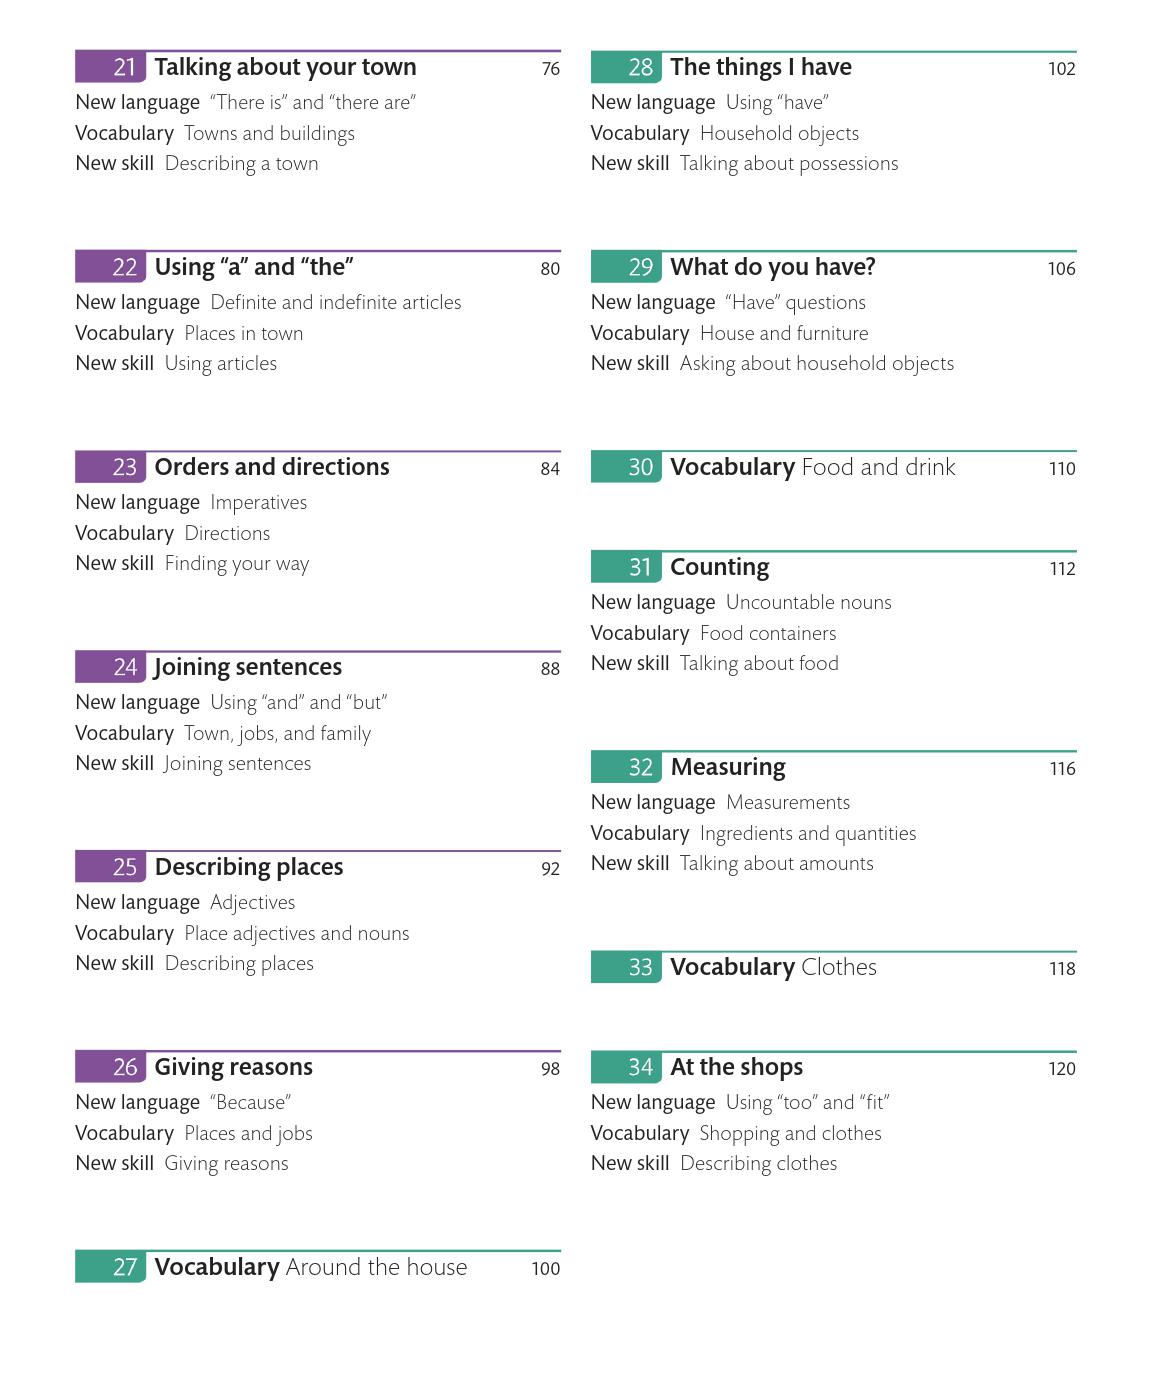 21 Talking about your town 76
New language “There is” and “there are”
Vocabulary Towns and buildings
New skill Describing a town
22 Using “a” and “the” 80
New language Definite and indefinite articles
Vocabulary Places in town
New skill Using articles
23 Orders and directions 84
New language Imperatives
Vocabulary Directions
New skill Finding your way
24 Joining sentences 88
New language Using “and” and “but”
Vocabulary Town, jobs, and family
New skill Joining sentences
25 Describing places 92
New language Adjectives
Vocabulary Place adjectives and nouns
New skill Describing places
26 Giving reasons 98
New language “Because”
Vocabulary Places and jobs
New skill Giving reasons
27 Vocabulary Around the house 100
28 The things I have 102
New language Using “have”
Vocabulary Household objects
New skill Talking about possessions
29 What do you have? 106
New language “Have” questions
Vocabulary House and furniture
New skill Asking about household objects
30 Vocabulary Food and drink 110
31 Counting 112
New language Uncountable nouns
Vocabulary Food containers
New skill Talking about food
32 Measuring 116
New language Measurements
Vocabulary Ingredients and quantities
New skill Talking about amounts
33 Vocabulary Clothes 118
34 At the shops 120
New language Using “too” and “fit”
Vocabulary Shopping and clothes
New skill Describing clothes